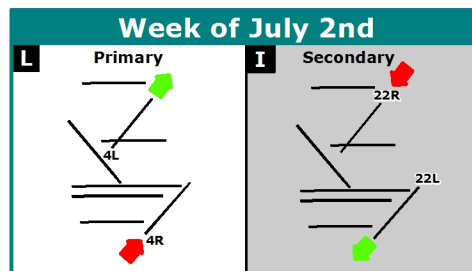 Week of July 2nd
L Primary
I Secondary
4L
4R
22R
22L